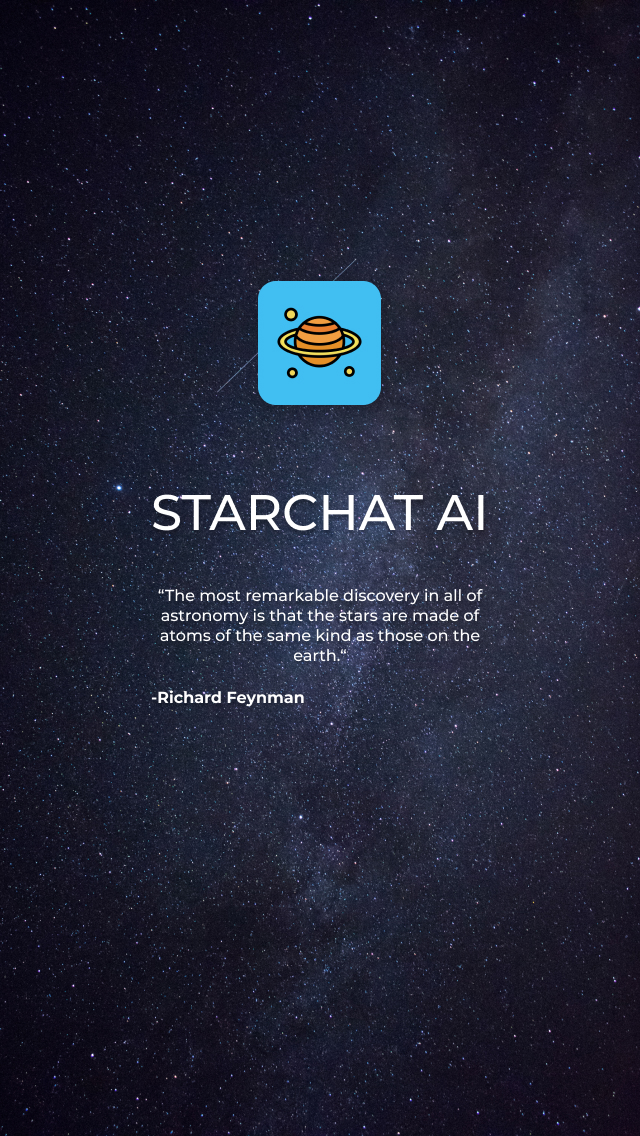 STARCHAT AI
“The most remarkable discovery in all of
astronomy is that the stars are made of
atoms of the same kind as those on the
earth.“
-Richard Feynman